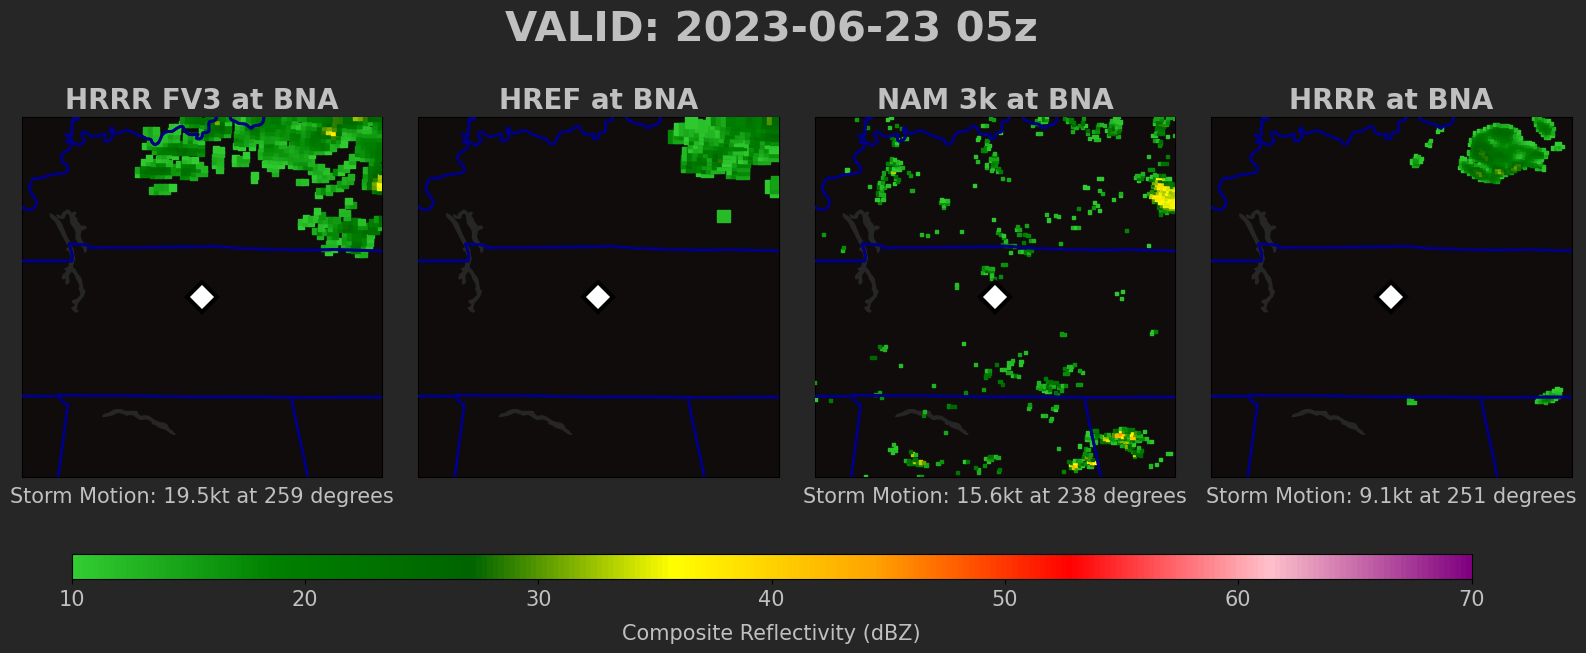 VALID: 2023-06-23 05z
HRRR FV3 at BNA
HREF at BNA
NAM 3k at BNA
HRRR at BNA
Storm Motion: 19.5kt at 259 degrees
Storm Motion: 15.6kt at 238 degrees
Storm Motion: 9.1kt at 251 degrees
10 20 30 40 50 60 70
Composite Reflectivity (dBZ)